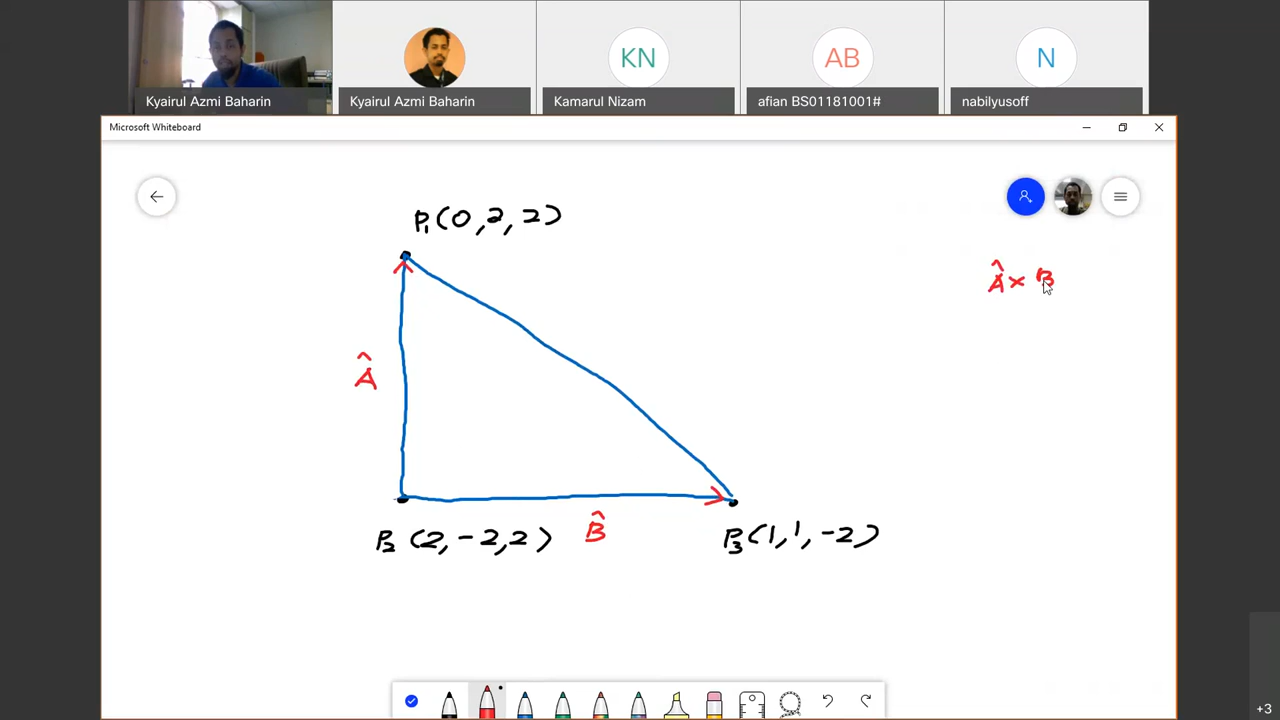 KN
AB
N
Kyairul Azmi Baharin
Kyairul Azmi Baharin
Kamarul Nizam
afian BS01181001#
nabilyusoff
Microsoft Whiteboard
P₁(0,2,2)
Â× B
Â
B̂
P₂ (2,-2,2)
P₃(1,1,-2)
+3